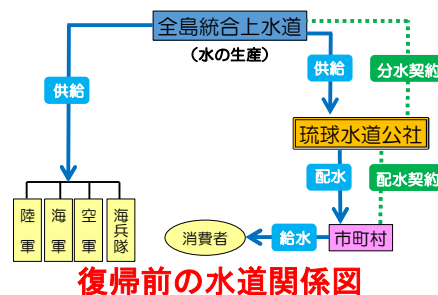 全島統合上水道
（水の生産）
供給
供給
分水契約
琉球水道公社
配水
配水契約
陸軍
海軍
空軍
海兵隊
消費者
給水
市町村
復帰前の水道関係図